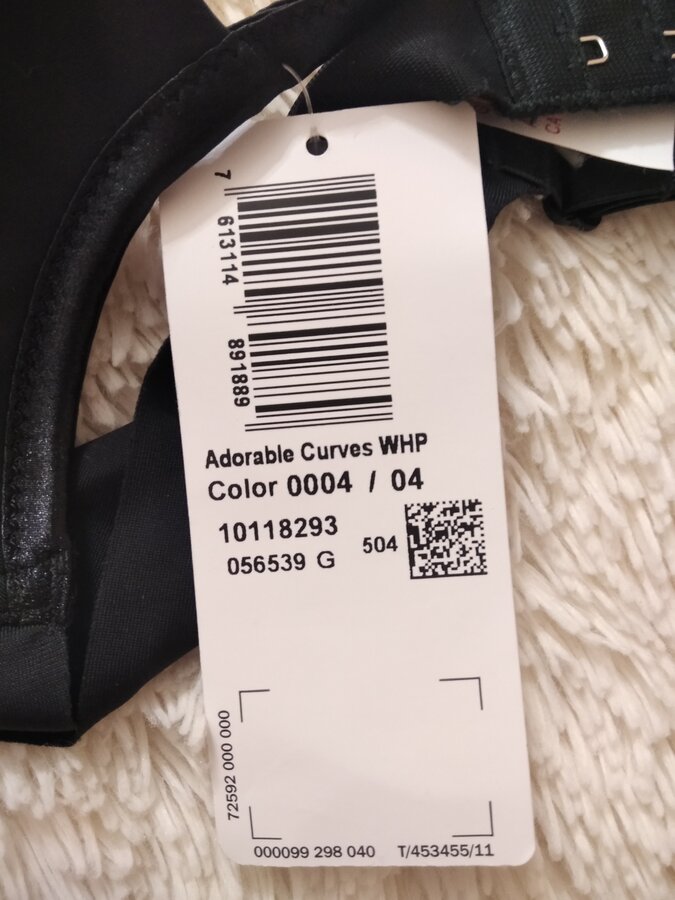 7 613114 891889
Adorable Curves WHP
Color 0004 / 04
10118293
056539 G 504
72592 000 000
000099 298 040 T/453455/11
CA